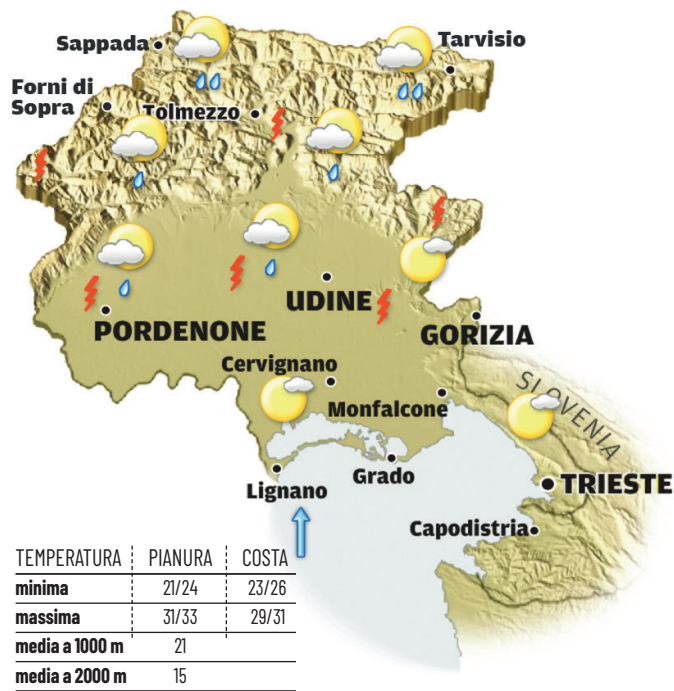 Sappada
Tarvisio
Forni di
Sopra
Tolmezzo
UDINE
PORDENONE
GORIZIA
Cervignano
SLOVENIA
Monfalcone
Grado
Lignano
TRIESTE
Capodistria
TEMPERATURA PIANURA COSTA
minima 21/24 23/26
massima 31/33 29/31
media a 1000 m 21
media a 2000 m 15